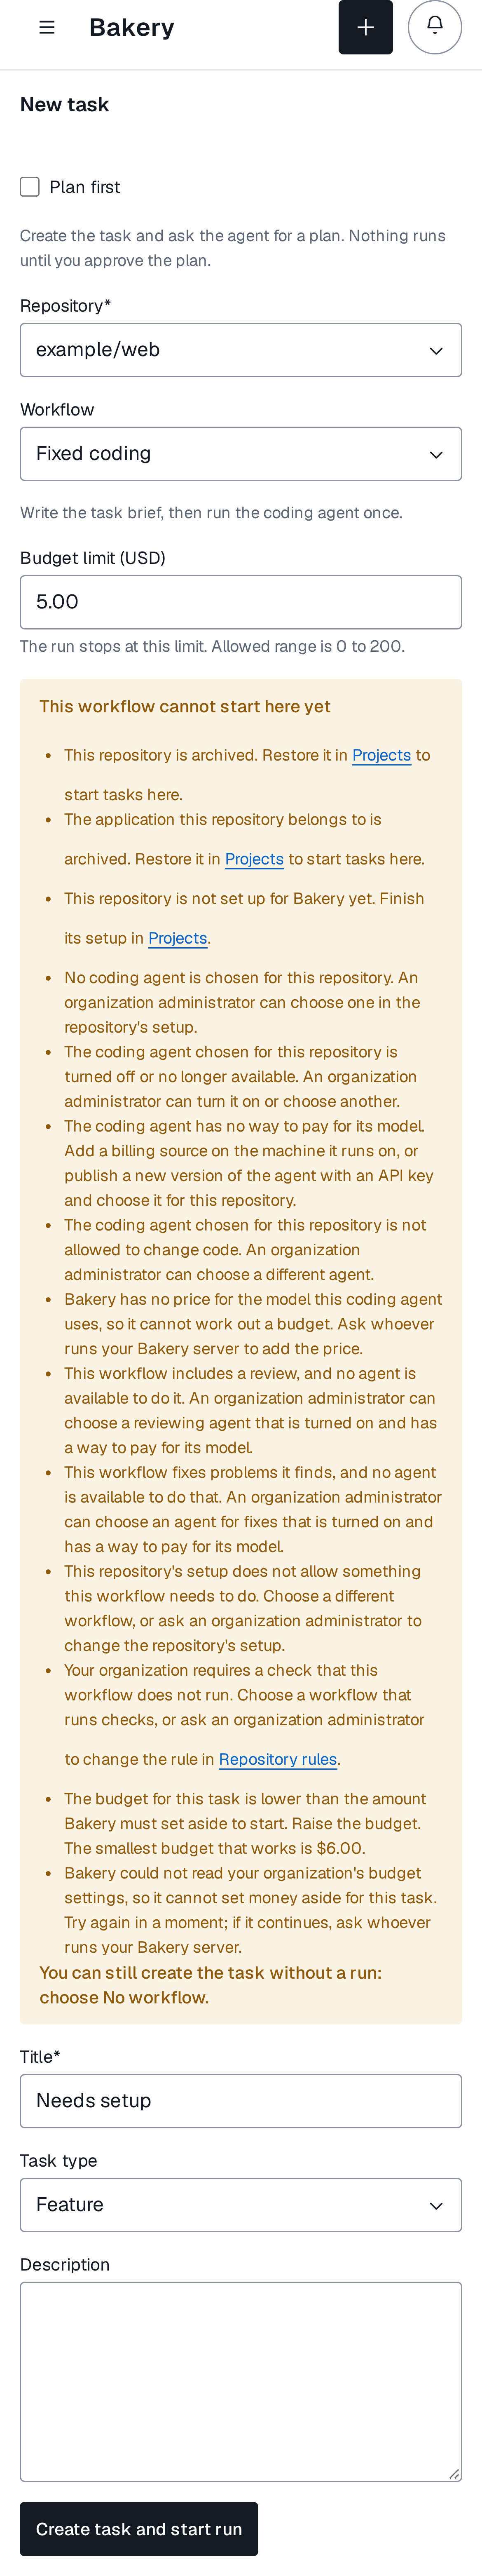 Bakery
New task
Plan first
Create the task and ask the agent for a plan. Nothing runs
until you approve the plan.
Repository*
example/web
Workflow
Fixed coding
Write the task brief, then run the coding agent once.
Budget limit (USD)
5.00
The run stops at this limit. Allowed range is 0 to 200.
This workflow cannot start here yet
• This repository is archived. Restore it in Projects to
start tasks here.
• The application this repository belongs to is
archived. Restore it in Projects to start tasks here.
• This repository is not set up for Bakery yet. Finish
its setup in Projects.
• No coding agent is chosen for this repository. An
organization administrator can choose one in the
repository's setup.
• The coding agent chosen for this repository is
turned off or no longer available. An organization
administrator can turn it on or choose another.
• The coding agent has no way to pay for its model.
Add a billing source on the machine it runs on, or
publish a new version of the agent with an API key
and choose it for this repository.
• The coding agent chosen for this repository is not
allowed to change code. An organization
administrator can choose a different agent.
• Bakery has no price for the model this coding agent
uses, so it cannot work out a budget. Ask whoever
runs your Bakery server to add the price.
• This workflow includes a review, and no agent is
available to do it. An organization administrator can
choose a reviewing agent that is turned on and has
a way to pay for its model.
• This workflow fixes problems it finds, and no agent
is available to do that. An organization administrator
can choose an agent for fixes that is turned on and
has a way to pay for its model.
• This repository's setup does not allow something
this workflow needs to do. Choose a different
workflow, or ask an organization administrator to
change the repository's setup.
• Your organization requires a check that this
workflow does not run. Choose a workflow that
runs checks, or ask an organization administrator
to change the rule in Repository rules.
• The budget for this task is lower than the amount
Bakery must set aside to start. Raise the budget.
The smallest budget that works is $6.00.
• Bakery could not read your organization's budget
settings, so it cannot set money aside for this task.
Try again in a moment; if it continues, ask whoever
runs your Bakery server.
You can still create the task without a run:
choose No workflow.
Title*
Needs setup
Task type
Feature
Description
Create task and start run